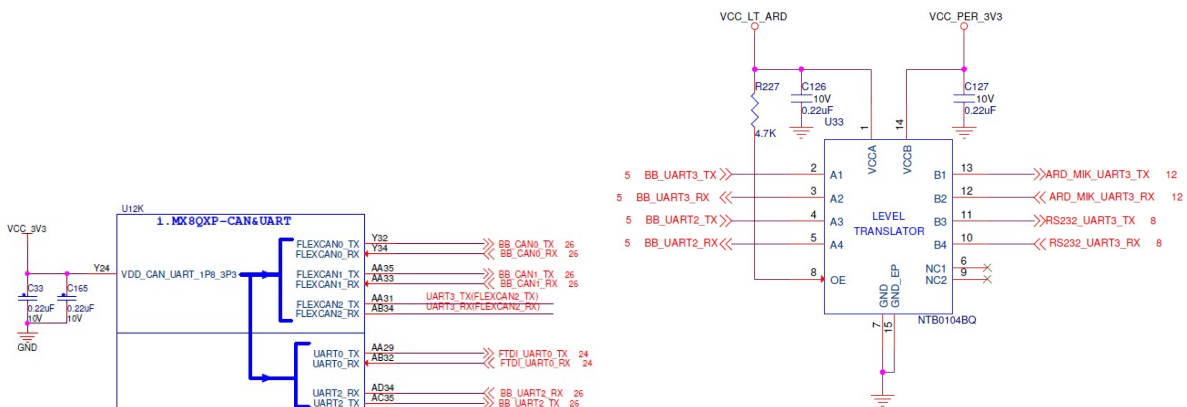 VCC_LT_ARD
VCC_PER_3V3
R227
4.7K
C126
10V
0.22uF
C127
10V
0.22uF
U33
1
14
VCCA
VCCB
5 BB_UART3_TX 2 A1
5 BB_UART3_RX 3 A2
5 BB_UART2_TX 4 A3
5 BB_UART2_RX 5 A4
8 OE
LEVEL
TRANSLATOR
B1 13 ARD_MIK_UART3_TX 12
B2 12 ARD_MIK_UART3_RX 12
B3 11 RS232_UART3_TX 8
B4 10 RS232_UART3_RX 8
NC1 6
NC2 9
GND
GND_EP
7
15
NTB0104BQ
U12K
i.MX8QXP-CAN&UART
VCC_3V3
Y24
VDD_CAN_UART_1P8_3P3
C33
0.22uF
10V
C165
0.22uF
10V
GND
FLEXCAN0_TX Y32 BB_CAN0_TX 26
FLEXCAN0_RX Y34 BB_CAN0_RX 26
FLEXCAN1_TX AA35 BB_CAN1_TX 26
FLEXCAN1_RX AA33 BB_CAN1_RX 26
FLEXCAN2_TX AA31 UART3_TX(FLEXCAN2_TX)
FLEXCAN2_RX AB34 UART3_RX(FLEXCAN2_RX)
UART0_TX AA29 FTDI_UART0_TX 24
UART0_RX AB32 FTDI_UART0_RX 24
UART2_RX AD34 BB_UART2_RX 26
UART2_TX AC35 BB_UART2_TX 26